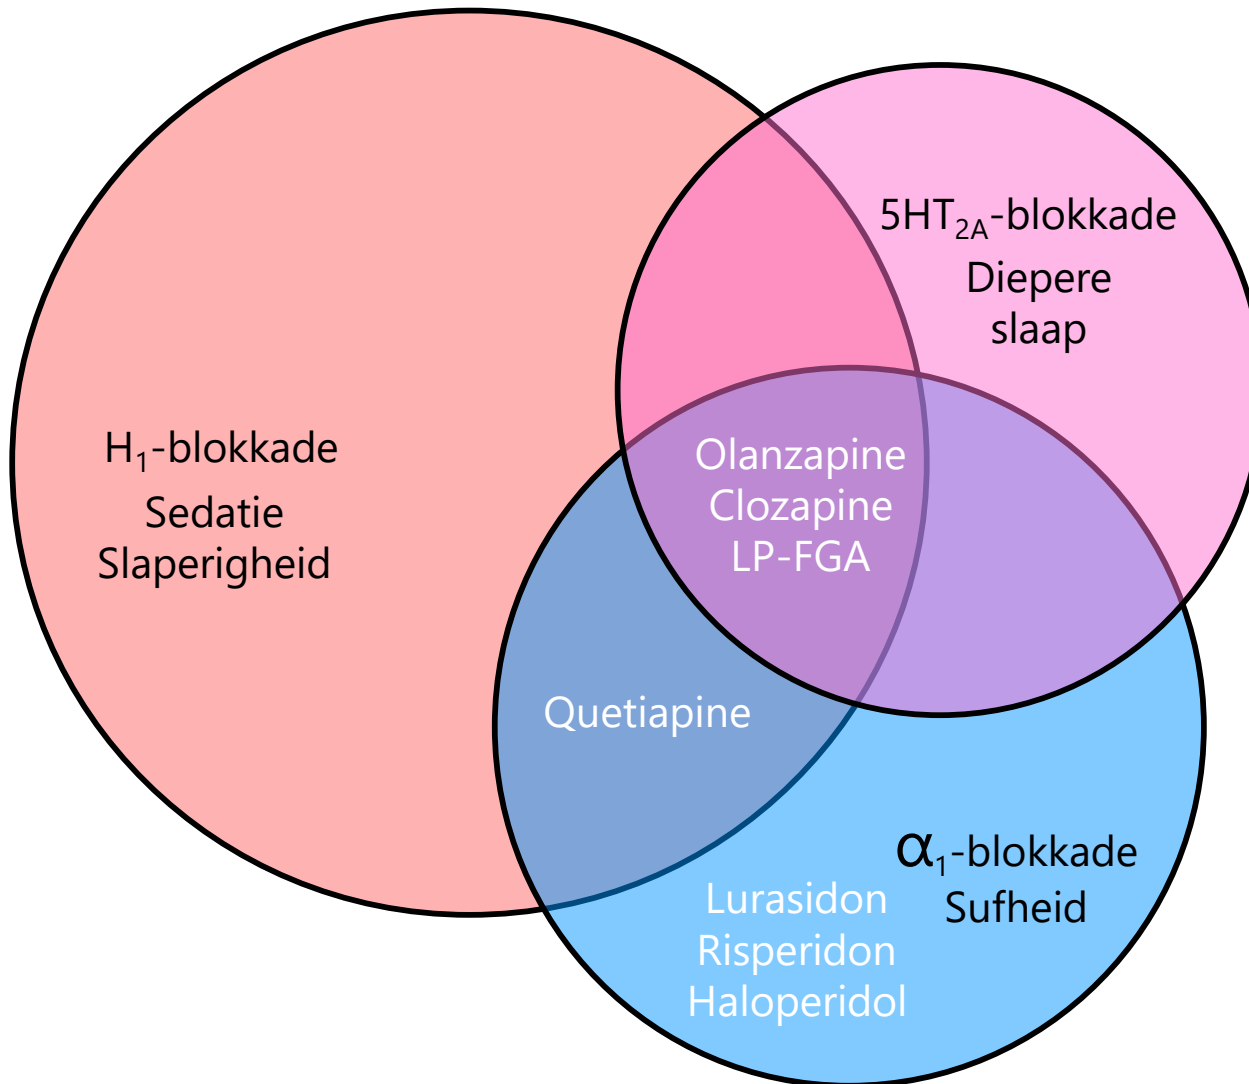 5HT₂A-blokkade
Diepere
slaap
H₁-blokkade
Sedatie
Slaperigheid
Olanzapine
Clozapine
LP-FGA
Quetiapine
α₁-blokkade
Sufheid
Lurasidon
Risperidon
Haloperidol